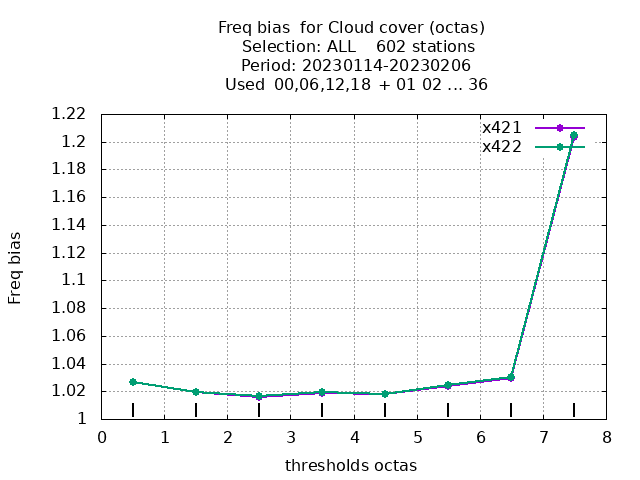 Freq bias  for Cloud cover (octas)
Selection: ALL    602 stations
Period: 20230114-20230206
Used  00,06,12,18 + 01 02 ... 36
x421
x422
1.22
1.2
1.18
1.16
1.14
1.12
1.1
1.08
1.06
1.04
1.02
1
Freq bias
0 1 2 3 4 5 6 7 8
thresholds octas